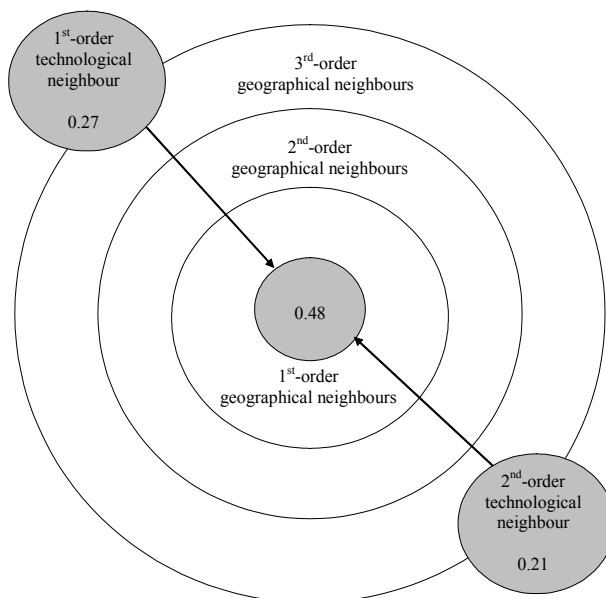 1st-order
technological
neighbour
0.27
3rd-order
geographical neighbours
2nd-order
geographical neighbours
0.48
1st-order
geographical neighbours
2nd-order
technological
neighbour
0.21